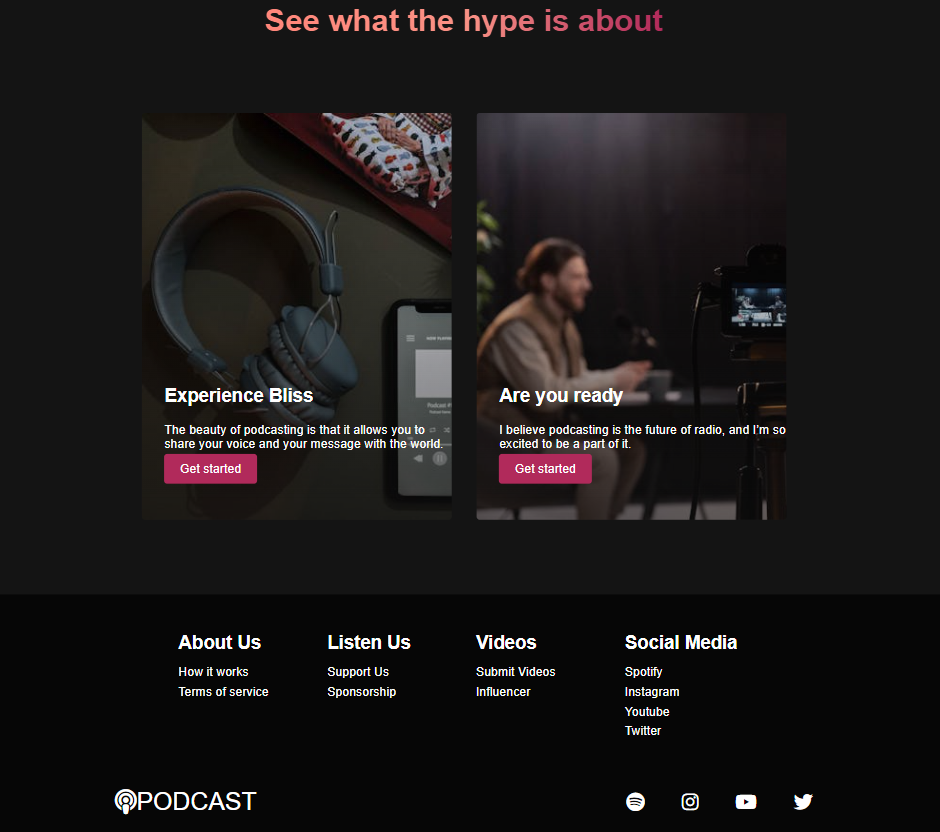 See what the hype is about
NOW PLAYING
Experience Bliss
The beauty of podcasting is that it allows you to
share your voice and your message with the world.
Get started
Are you ready
I believe podcasting is the future of radio, and I'm so
excited to be a part of it.
Get started
About Us
How it works
Terms of service
Listen Us
Support Us
Sponsorship
Videos
Submit Videos
Influencer
Social Media
Spotify
Instagram
Youtube
Twitter
PODCAST